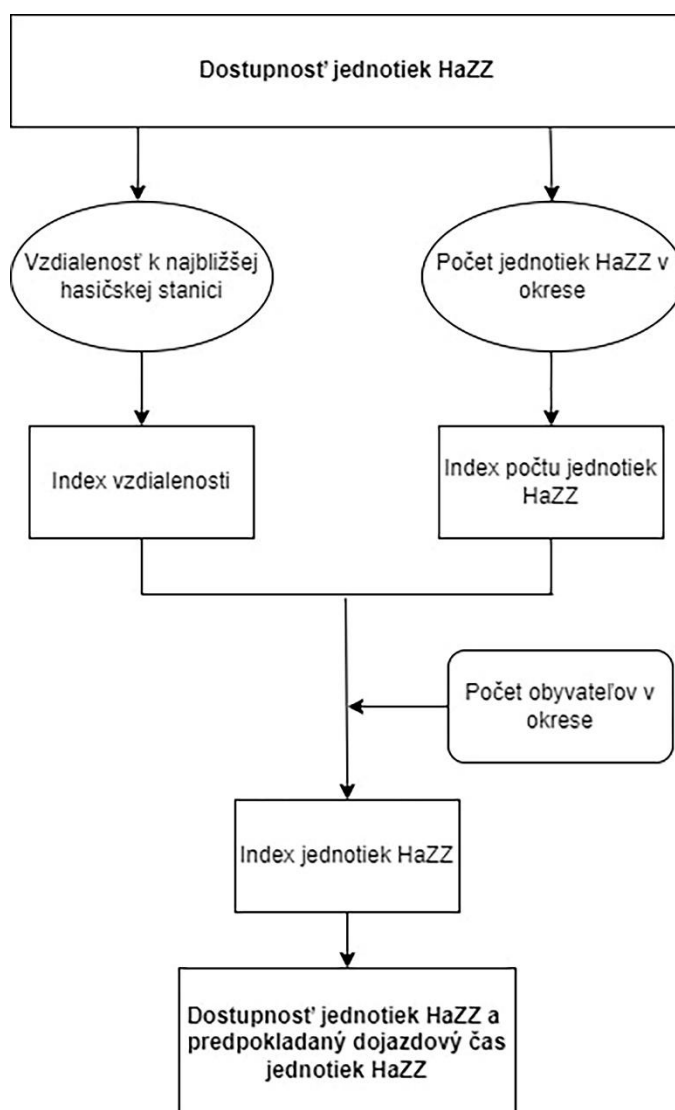 Dostupnosť jednotiek HaZZ
Vzdialenosť k najbližšej
hasičskej stanici
Počet jednotiek HaZZ v
okrese
Index vzdialenosti
Index počtu jednotiek
HaZZ
Počet obyvateľov v
okrese
Index jednotiek HaZZ
Dostupnosť jednotiek HaZZ a
predpokladaný dojazdový čas
jednotiek HaZZ